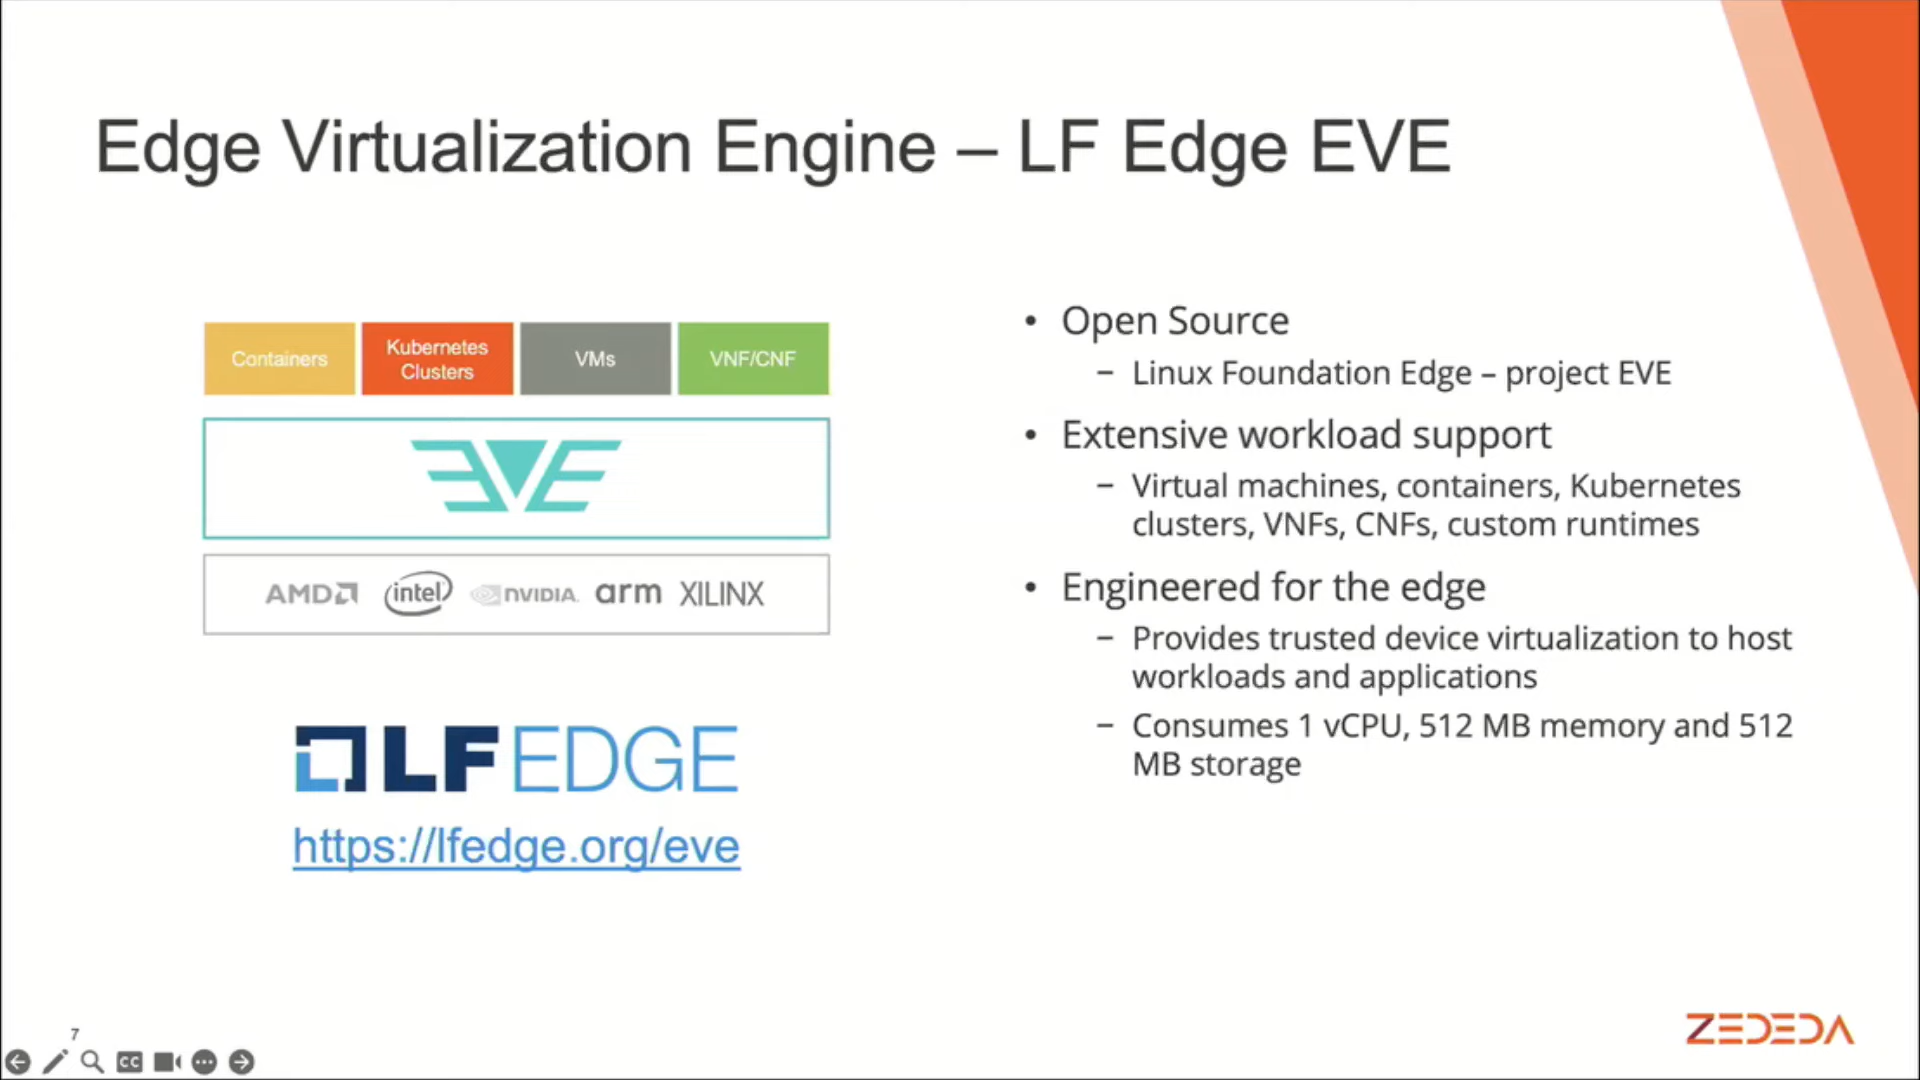 Edge Virtualization Engine – LF Edge EVE
Containers
Kubernetes
Clusters
VMs
VNF/CNF
EVE
AMD
intel
NVIDIA.
arm
XILINX
LF EDGE
https://lfedge.org/eve
• Open Source
– Linux Foundation Edge – project EVE
• Extensive workload support
– Virtual machines, containers, Kubernetes
clusters, VNFs, CNFs, custom runtimes
• Engineered for the edge
– Provides trusted device virtualization to host
workloads and applications
– Consumes 1 vCPU, 512 MB memory and 512
MB storage
7
CC
ZEDEDA